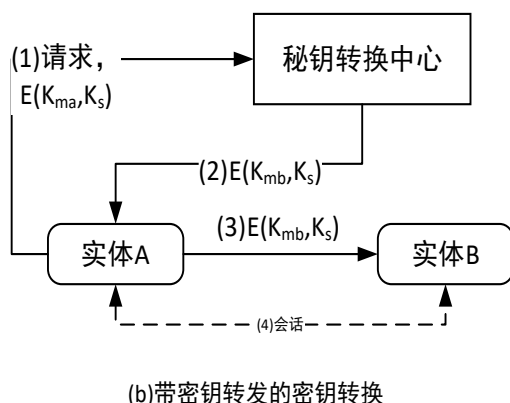 (1)请求，
E(Kma,Ks)
秘钥转换中心
(2)E(Kmb,Ks)
(3)E(Kmb,Ks)
实体A
实体B
(4)会话
(b)带密钥转发的密钥转换